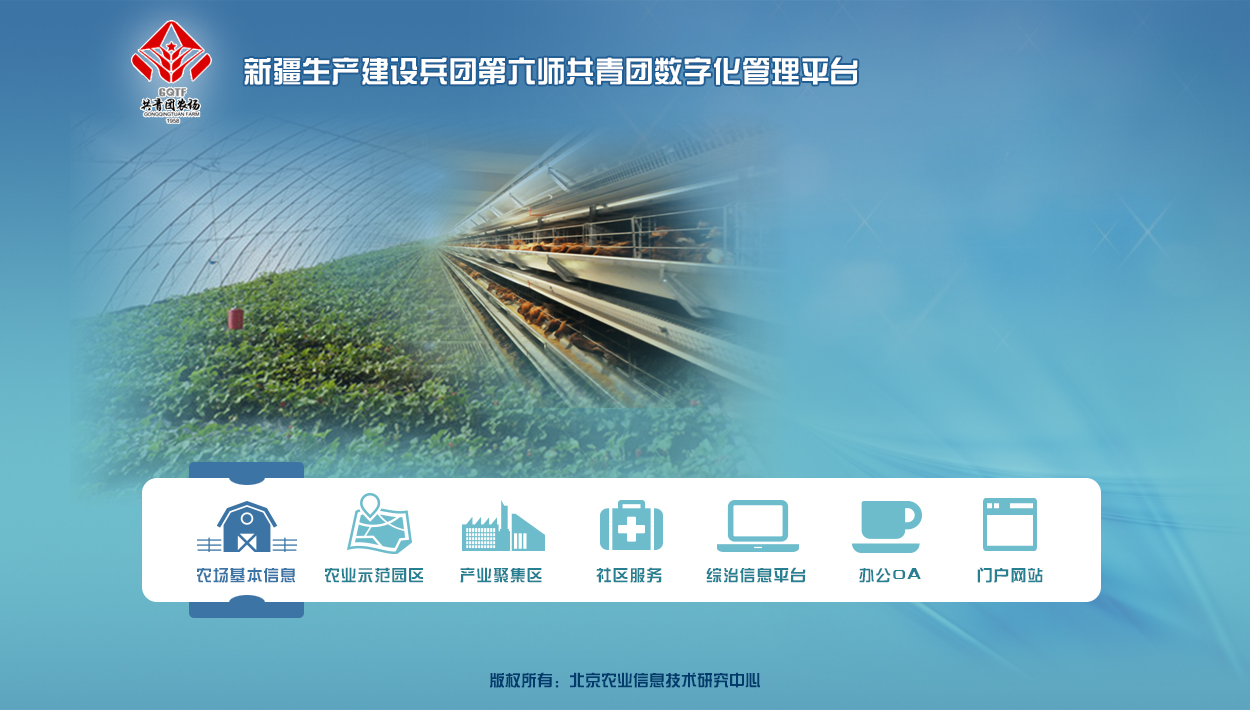 新疆生产建设兵团第六师共青团数字化管理平台
GQTF
共青团农场
GONGQINGTUAN FARM
1958
农场基本信息
农业示范园区
产业聚集区
社区服务
综治信息平台
办公OA
门户网站
版权所有：北京农业信息技术研究中心